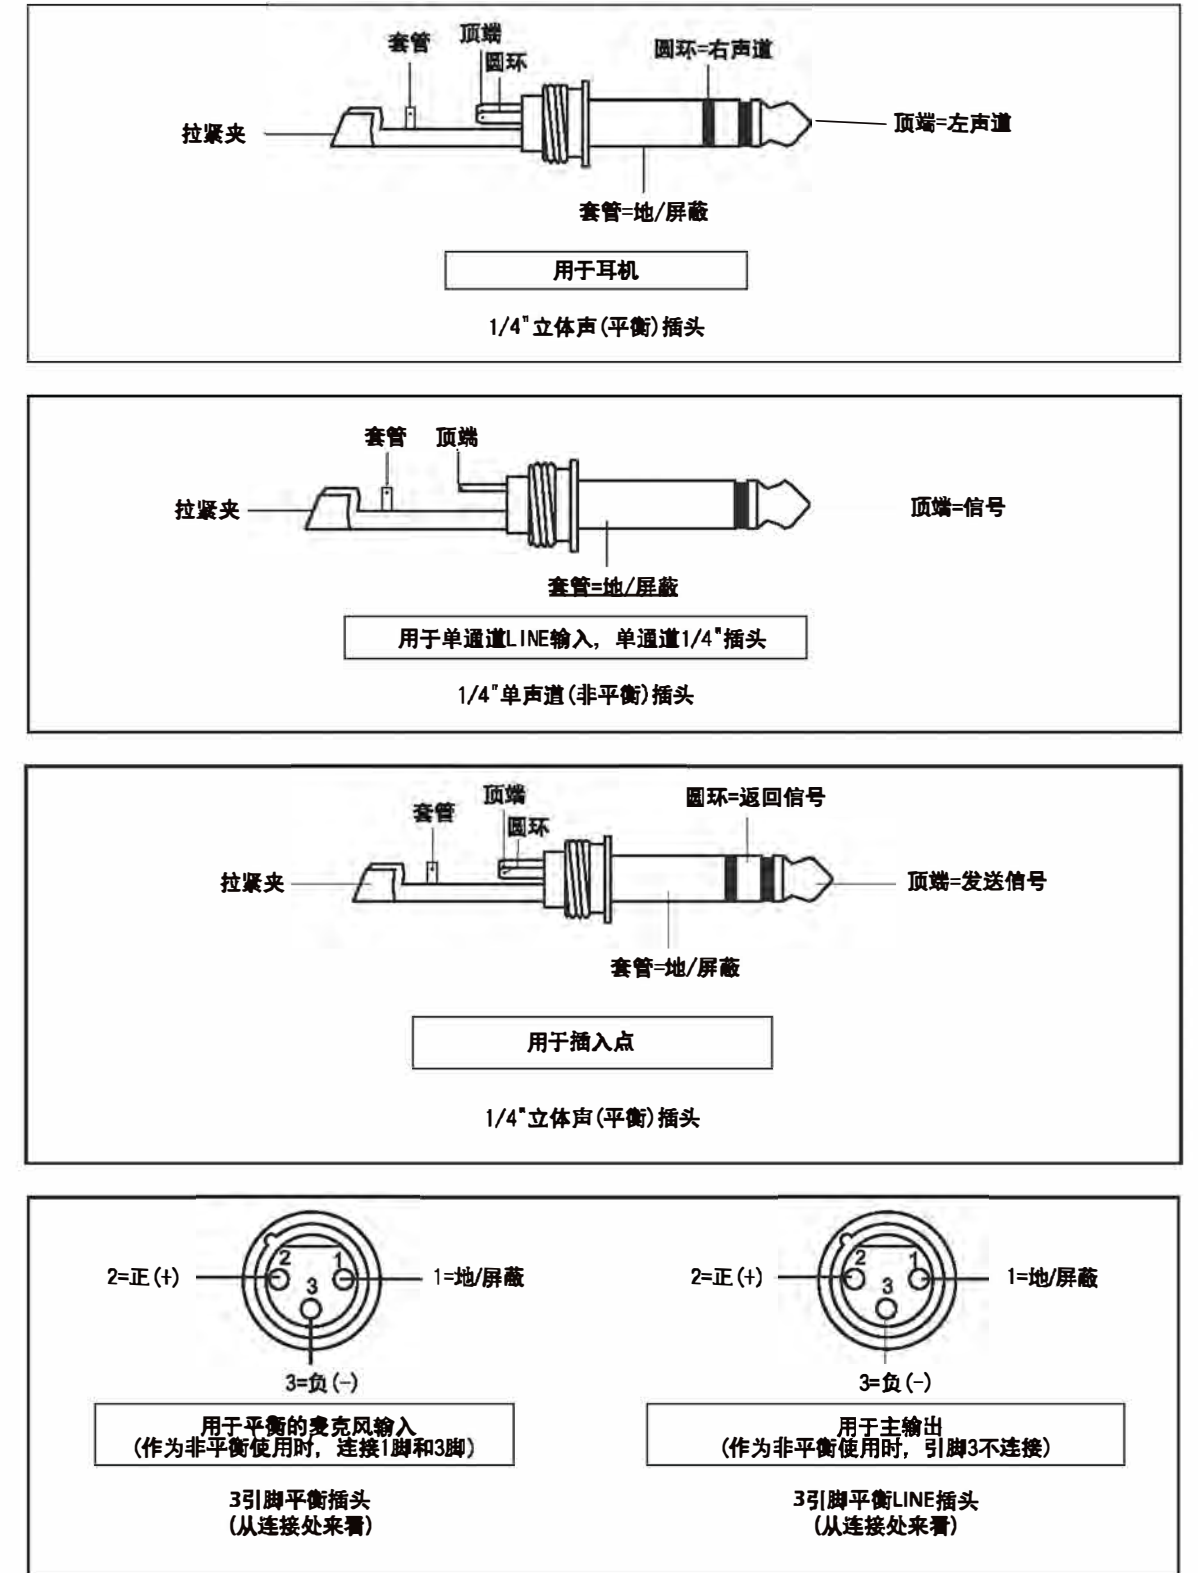 套管
顶端
圆环
圆环=右声道
拉紧夹
顶端=左声道
套管=地/屏蔽
用于耳机
1/4"立体声(平衡)插头
套管
顶端
拉紧夹
顶端=信号
套管=地/屏蔽
用于单通道LINE输入, 单通道1/4"插头
1/4"单声道(非平衡)插头
套管
顶端
圆环
圆环=返回信号
拉紧夹
顶端=发送信号
套管=地/屏蔽
用于插入点
1/4"立体声(平衡)插头
2=正(+)
2
1
3
1=地/屏蔽
3=负(-)
用于平衡的麦克风输入
(作为非平衡使用时, 连接1脚和3脚)
3引脚平衡插头
(从连接处来看)
2=正(+)
2
1
3
1=地/屏蔽
3=负(-)
用于主输出
(作为非平衡使用时, 引脚3不连接)
3引脚平衡LINE插头
(从连接处来看)